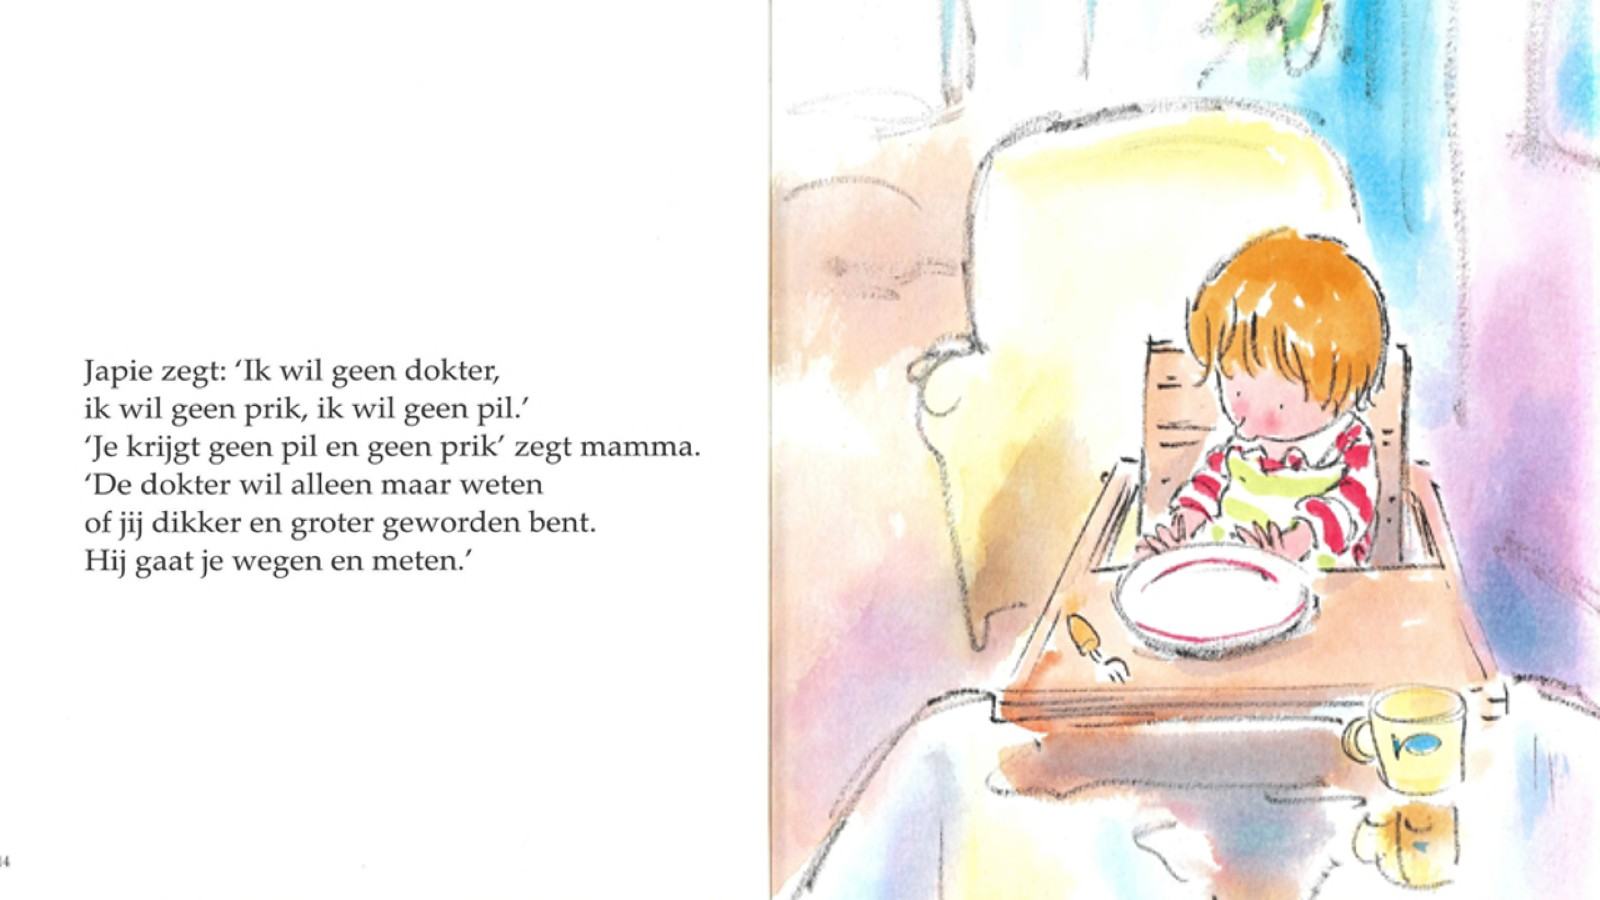 Japie zegt: ‘Ik wil geen dokter,
ik wil geen prik, ik wil geen pil.’
‘Je krijgt geen pil en geen prik’ zegt mamma.
‘De dokter wil alleen maar weten
of jij dikker en groter geworden bent.
Hij gaat je wegen en meten.’